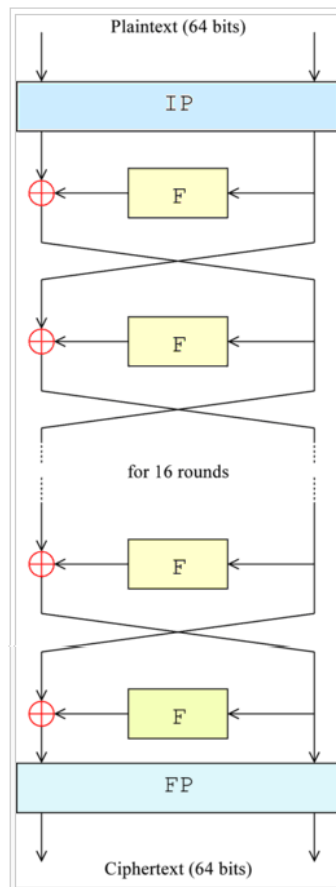 Plaintext (64 bits)
IP
F
F
for 16 rounds
F
F
FP
Ciphertext (64 bits)